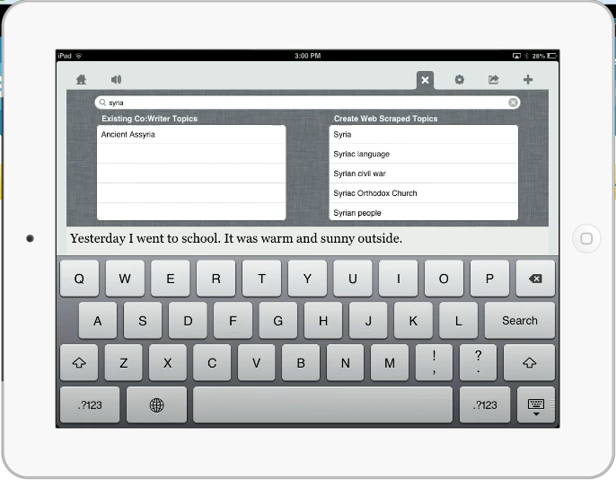 iPad 3:00 PM 28%
syria
Existing Co:Writer Topics Create Web Scraped Topics
Ancient Assyria Syria
Syriac language
Syrian civil war
Syriac Orthodox Church
Syrian people
Yesterday I went to school. It was warm and sunny outside.
Q W E R T Y U I O P
A S D F G H J K L Search
Z X C V B N M ! , ? .
.?123 .?123